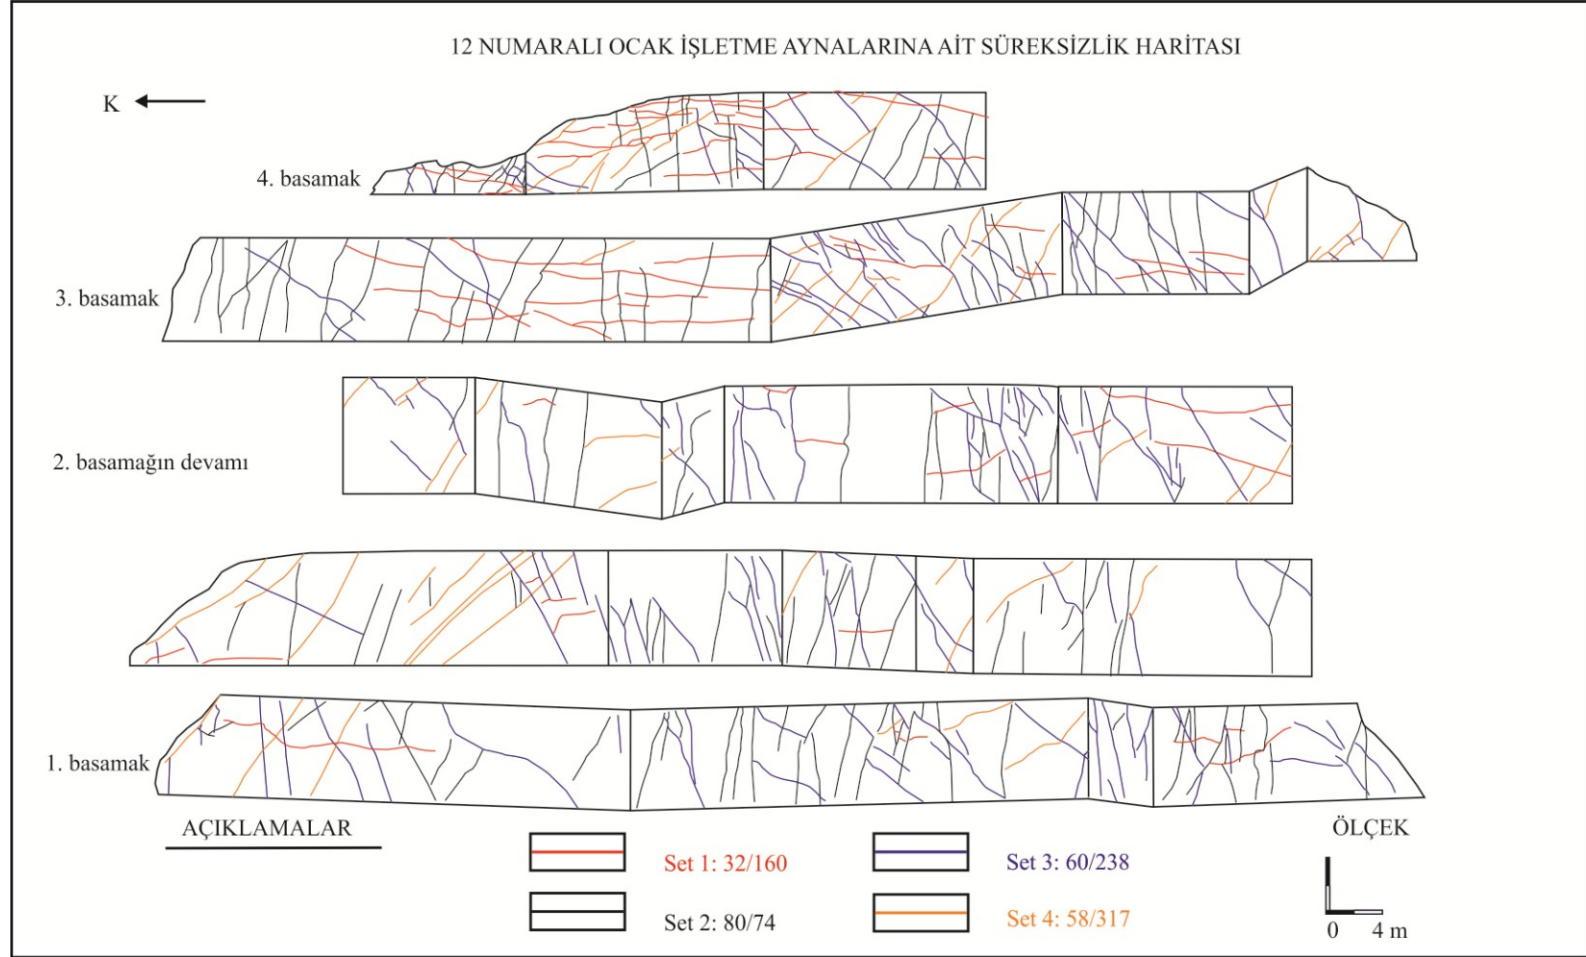 12 NUMARALI OCAK İŞLETME AYNALARINA AİT SÜREKSİZLİK HARİTASI
K
4. basamak
3. basamak
2. basamağın devamı
1. basamak
AÇIKLAMALAR
ÖLÇEK
Set 1: 32/160
Set 3: 60/238
Set 2: 80/74
Set 4: 58/317
0 4 m